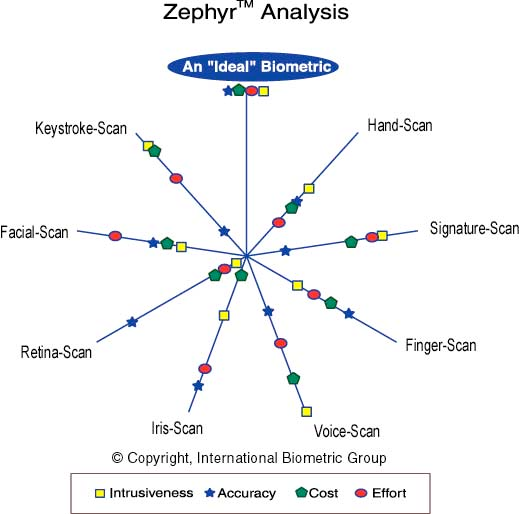 Zephyr™ Analysis
An "Ideal" Biometric
Keystroke-Scan
Hand-Scan
Facial-Scan
Signature-Scan
Retina-Scan
Finger-Scan
Iris-Scan
Voice-Scan
© Copyright, International Biometric Group
Intrusiveness Accuracy Cost Effort